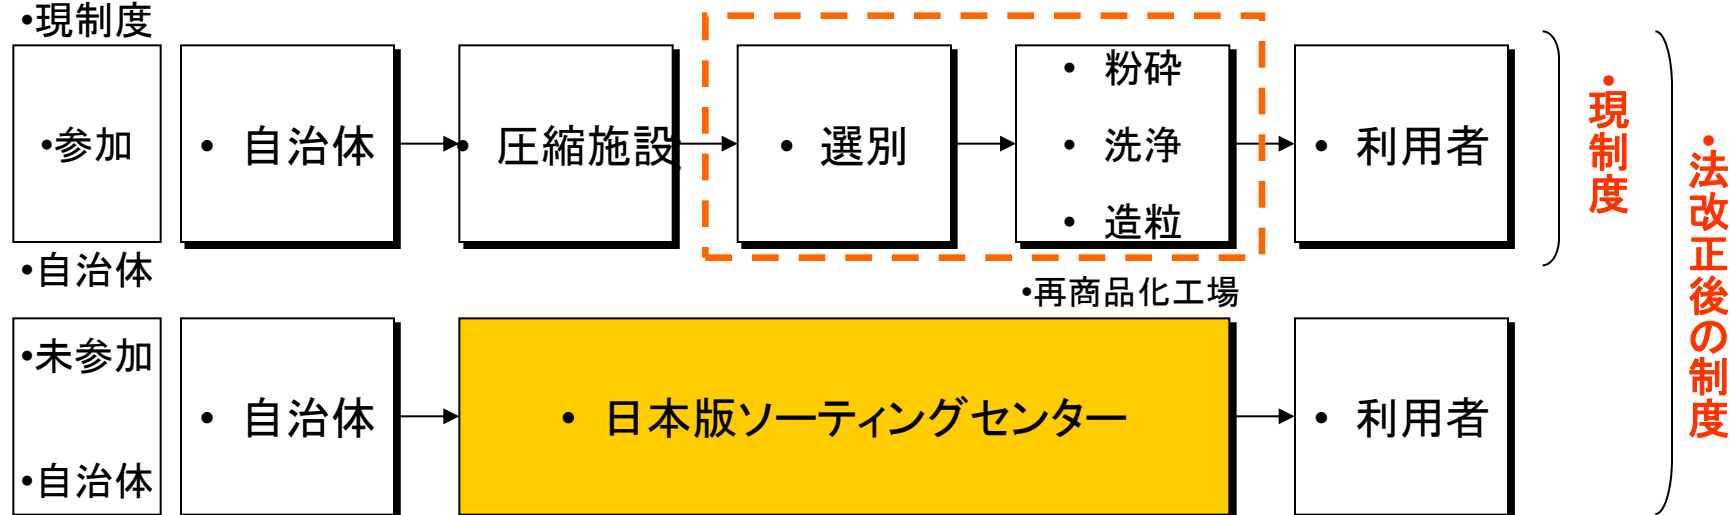 •現制度
•参加
•自治体
• 自治体
• 圧縮施設
• 選別
• 粉砕
• 洗浄
• 造粒
• 利用者
•再商品化工場
•未参加
•自治体
• 自治体
• 日本版ソーティングセンター
• 利用者
•現制度
•法改正後の制度